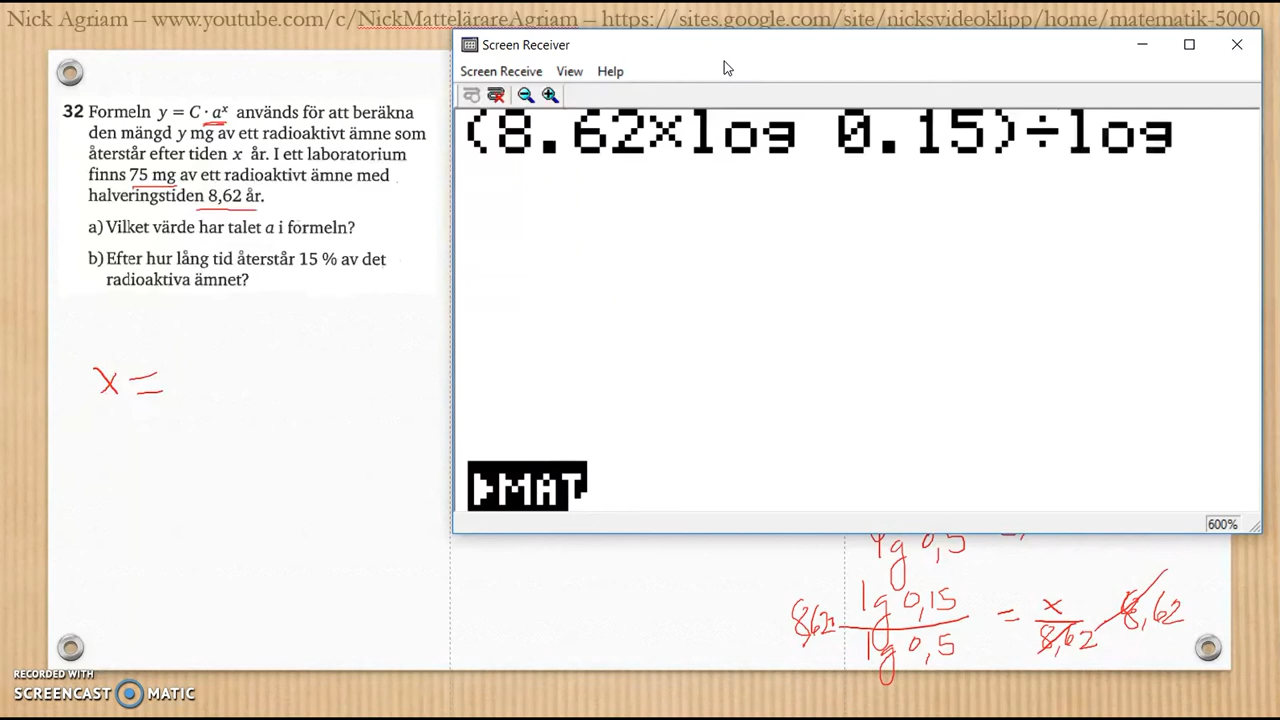 Nick Agriam – www.youtube.com/c/NickMattelärareAgriam – https://sites.google.com/site/nicksvideoklipp/home/matematik-5000
32 Formeln y = C · a^x används för att beräkna
den mängd y mg av ett radioaktivt ämne som
återstår efter tiden x år. I ett laboratorium
finns 75 mg av ett radioaktivt ämne med
halveringstiden 8,62 år.
a) Vilket värde har talet a i formeln?
b) Efter hur lång tid återstår 15 % av det
radioaktiva ämnet?
x =
Screen Receiver
Screen Receive View Help
(8.62×log 0.15)÷log
▶MAT
600%
lg 0,5
8,62· lg 0,15 / lg 0,5 = x / 8,62 · 8,62
RECORDED WITH
SCREENCAST MATIC